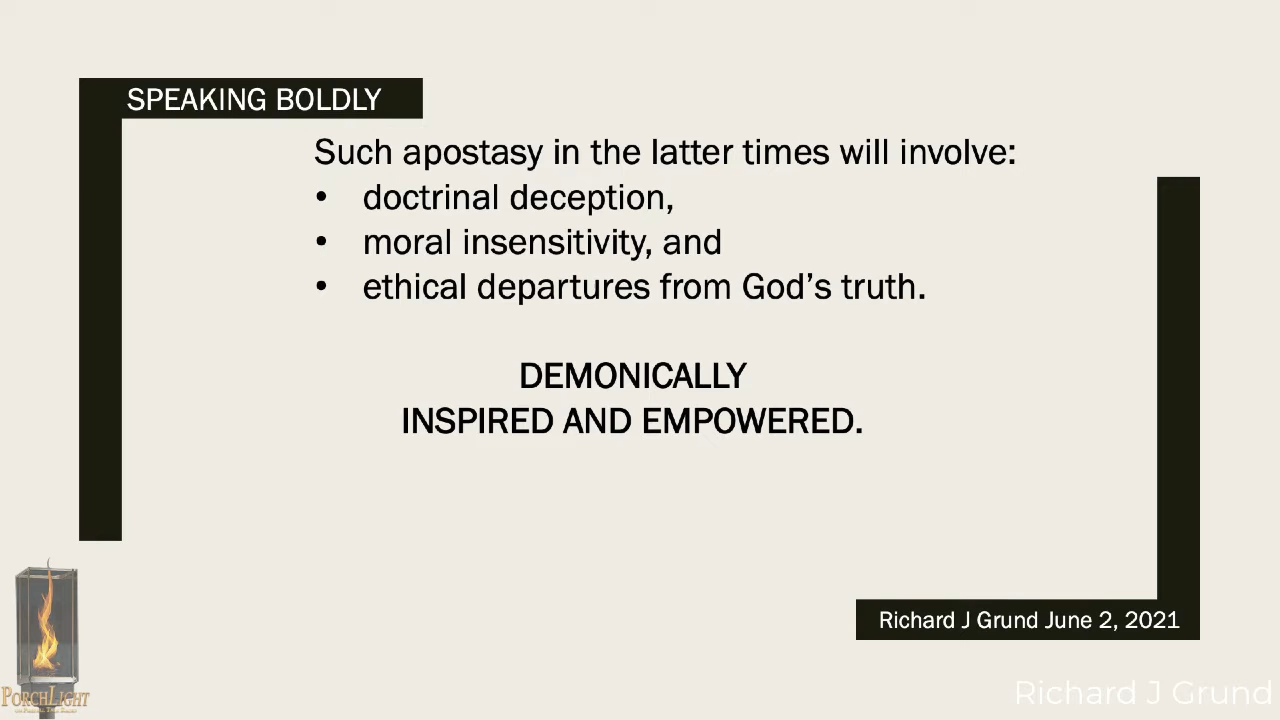 SPEAKING BOLDLY
Such apostasy in the latter times will involve:
• doctrinal deception,
• moral insensitivity, and
• ethical departures from God’s truth.
DEMONICALLY
INSPIRED AND EMPOWERED.
Richard J Grund June 2, 2021
PORCHLIGHT
Richard J Grund